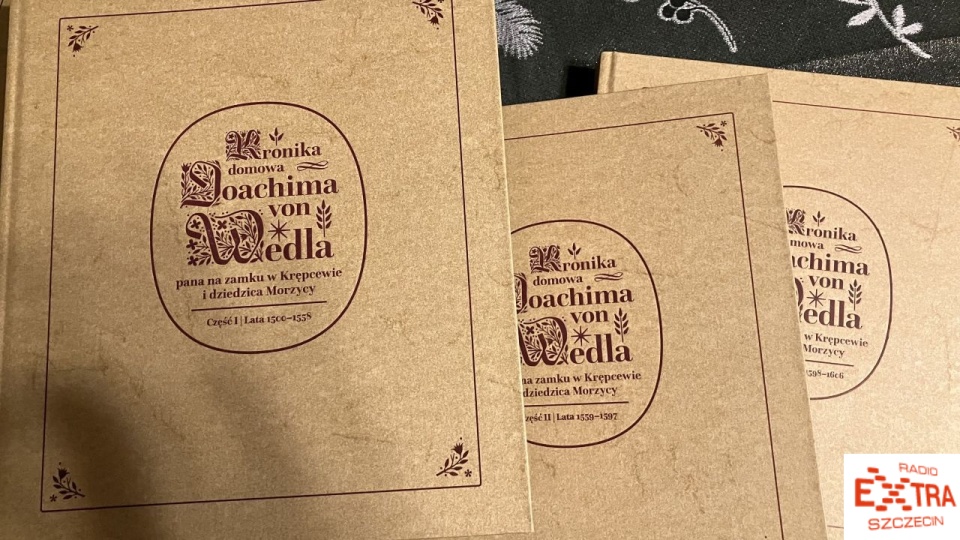 Kronika
domowa
Joachima
von
Wedla
pana na zamku w Krępcewie
i dziedzica Morzycy
Część I | Lata 1500–1558
Kronika
domowa
Joachima
von
Wedla
na zamku w Krępcewie
dziedzica Morzycy
Część II | Lata 1559–1597
Kronika
mowa
achima
von
edla
w Krępcewie
Morzycy
1598–1606
RADIO
EXTRA
SZCZECIN